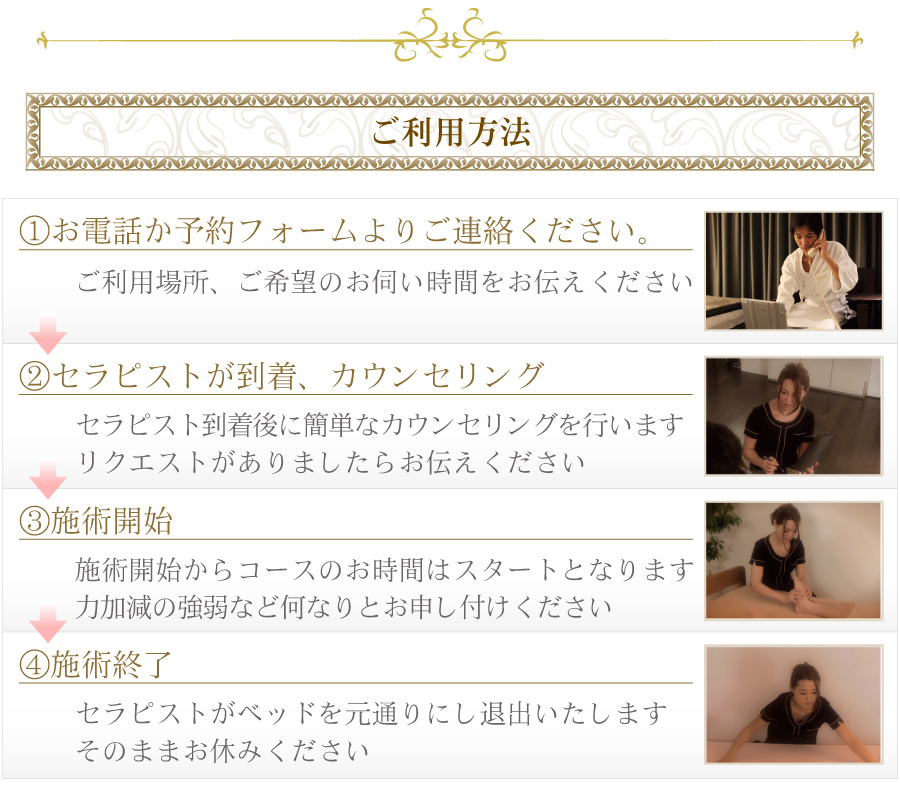 ご利用方法
①お電話か予約フォームよりご連絡ください。
ご利用場所、ご希望のお伺い時間をお伝えください
②セラピストが到着、カウンセリング
セラピスト到着後に簡単なカウンセリングを行います
リクエストがありましたらお伝えください
③施術開始
施術開始からコースのお時間はスタートとなります
力加減の強弱など何なりとお申し付けください
④施術終了
セラピストがベッドを元通りにし退出いたします
そのままお休みください